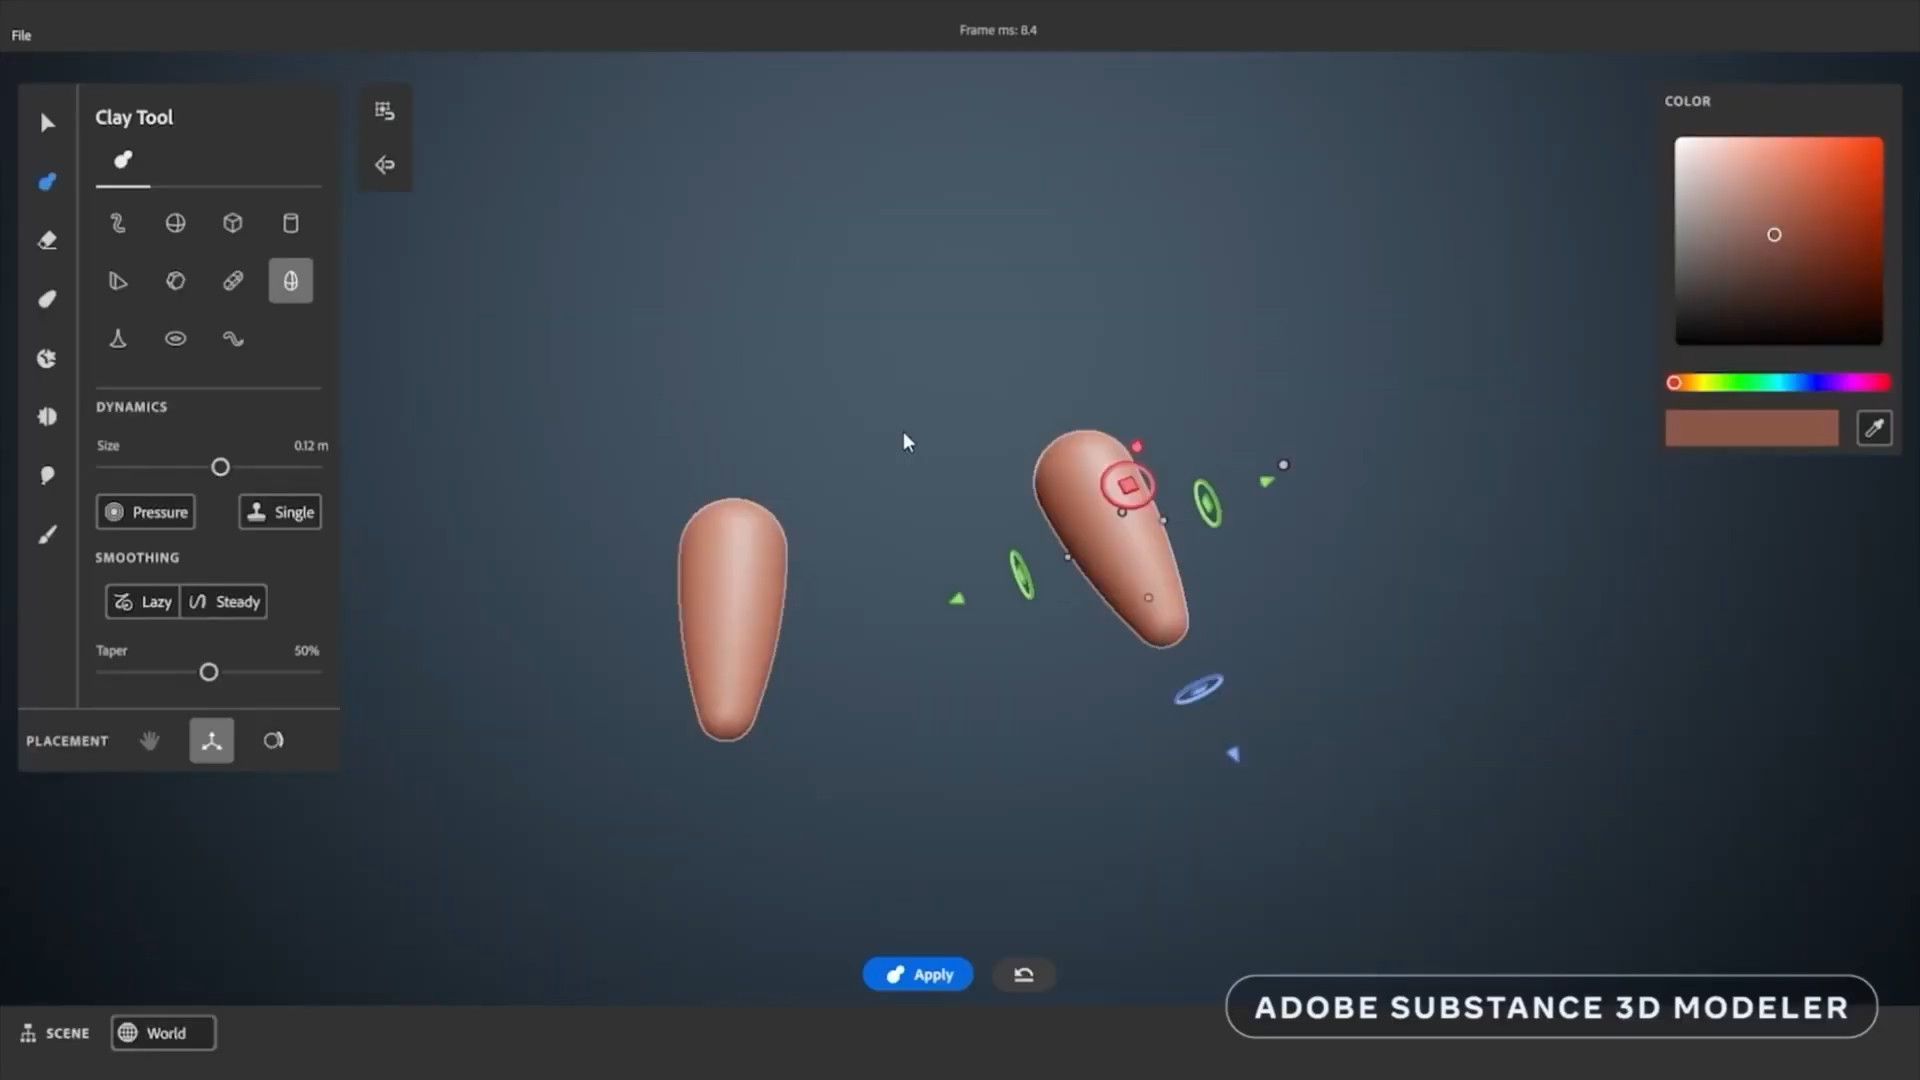 File
Frame ms: 8.4
Clay Tool
DYNAMICS
Size 0.12 m
Pressure Single
SMOOTHING
Lazy Steady
Taper 50%
PLACEMENT
COLOR
Apply
SCENE World
ADOBE SUBSTANCE 3D MODELER